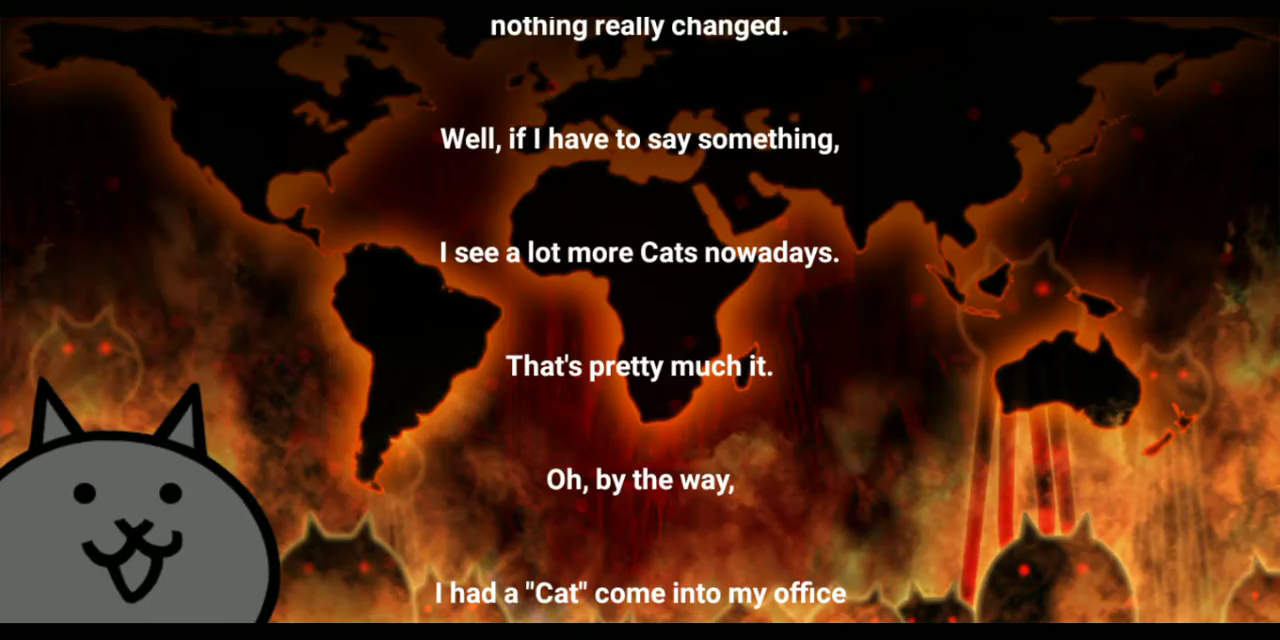 nothing really changed.
Well, if I have to say something,
I see a lot more Cats nowadays.
That's pretty much it.
Oh, by the way,
I had a "Cat" come into my office